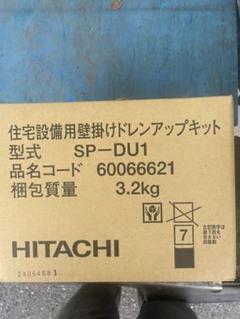 住宅設備用壁掛けドレンアップキット
型式 SP-DU1
品名コード 60066621
梱包質量 3.2kg
7
HITACHI